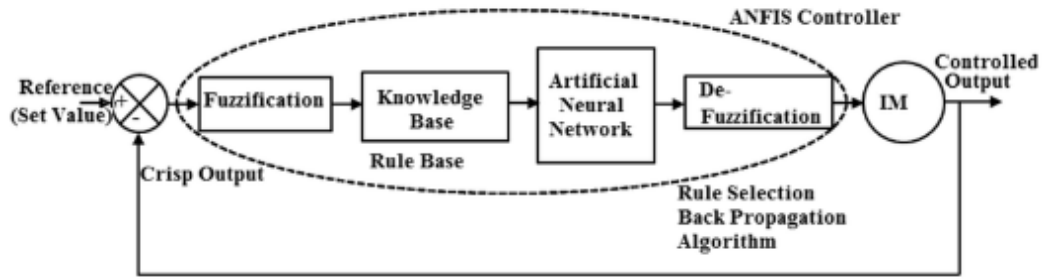 ANFIS Controller
Reference
(Set Value)
+
-
Fuzzification
Knowledge
Base
Artificial
Neural
Network
De-
Fuzzification
IM
Controlled
Output
Rule Base
Crisp Output
Rule Selection
Back Propagation
Algorithm